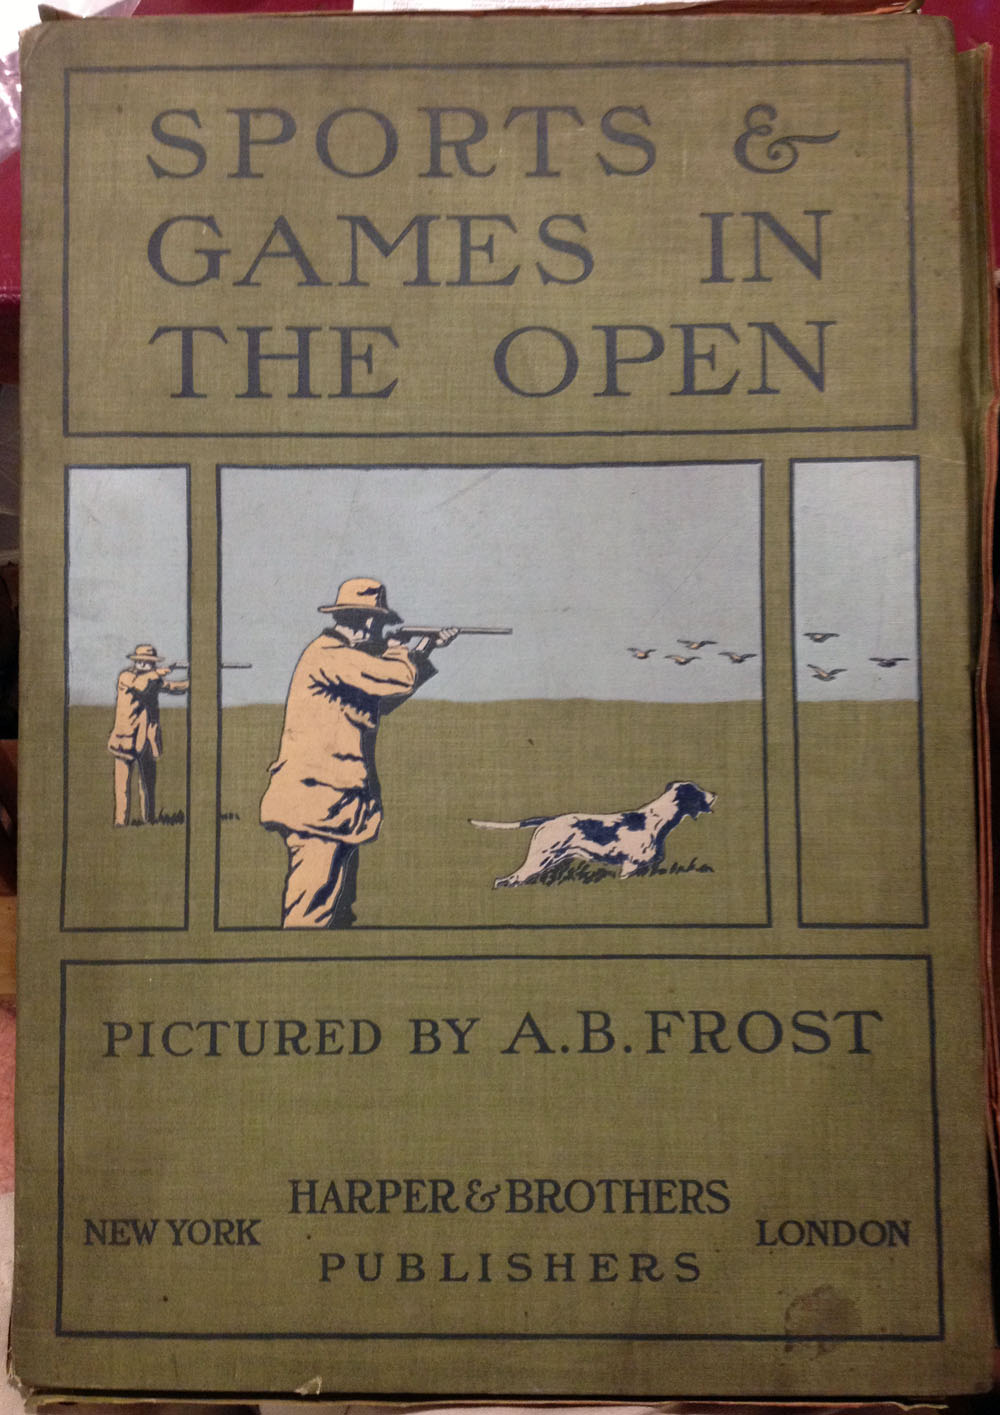 SPORTS &
GAMES IN
THE OPEN
PICTURED BY A.B. FROST
HARPER & BROTHERS
NEW YORK
LONDON
PUBLISHERS